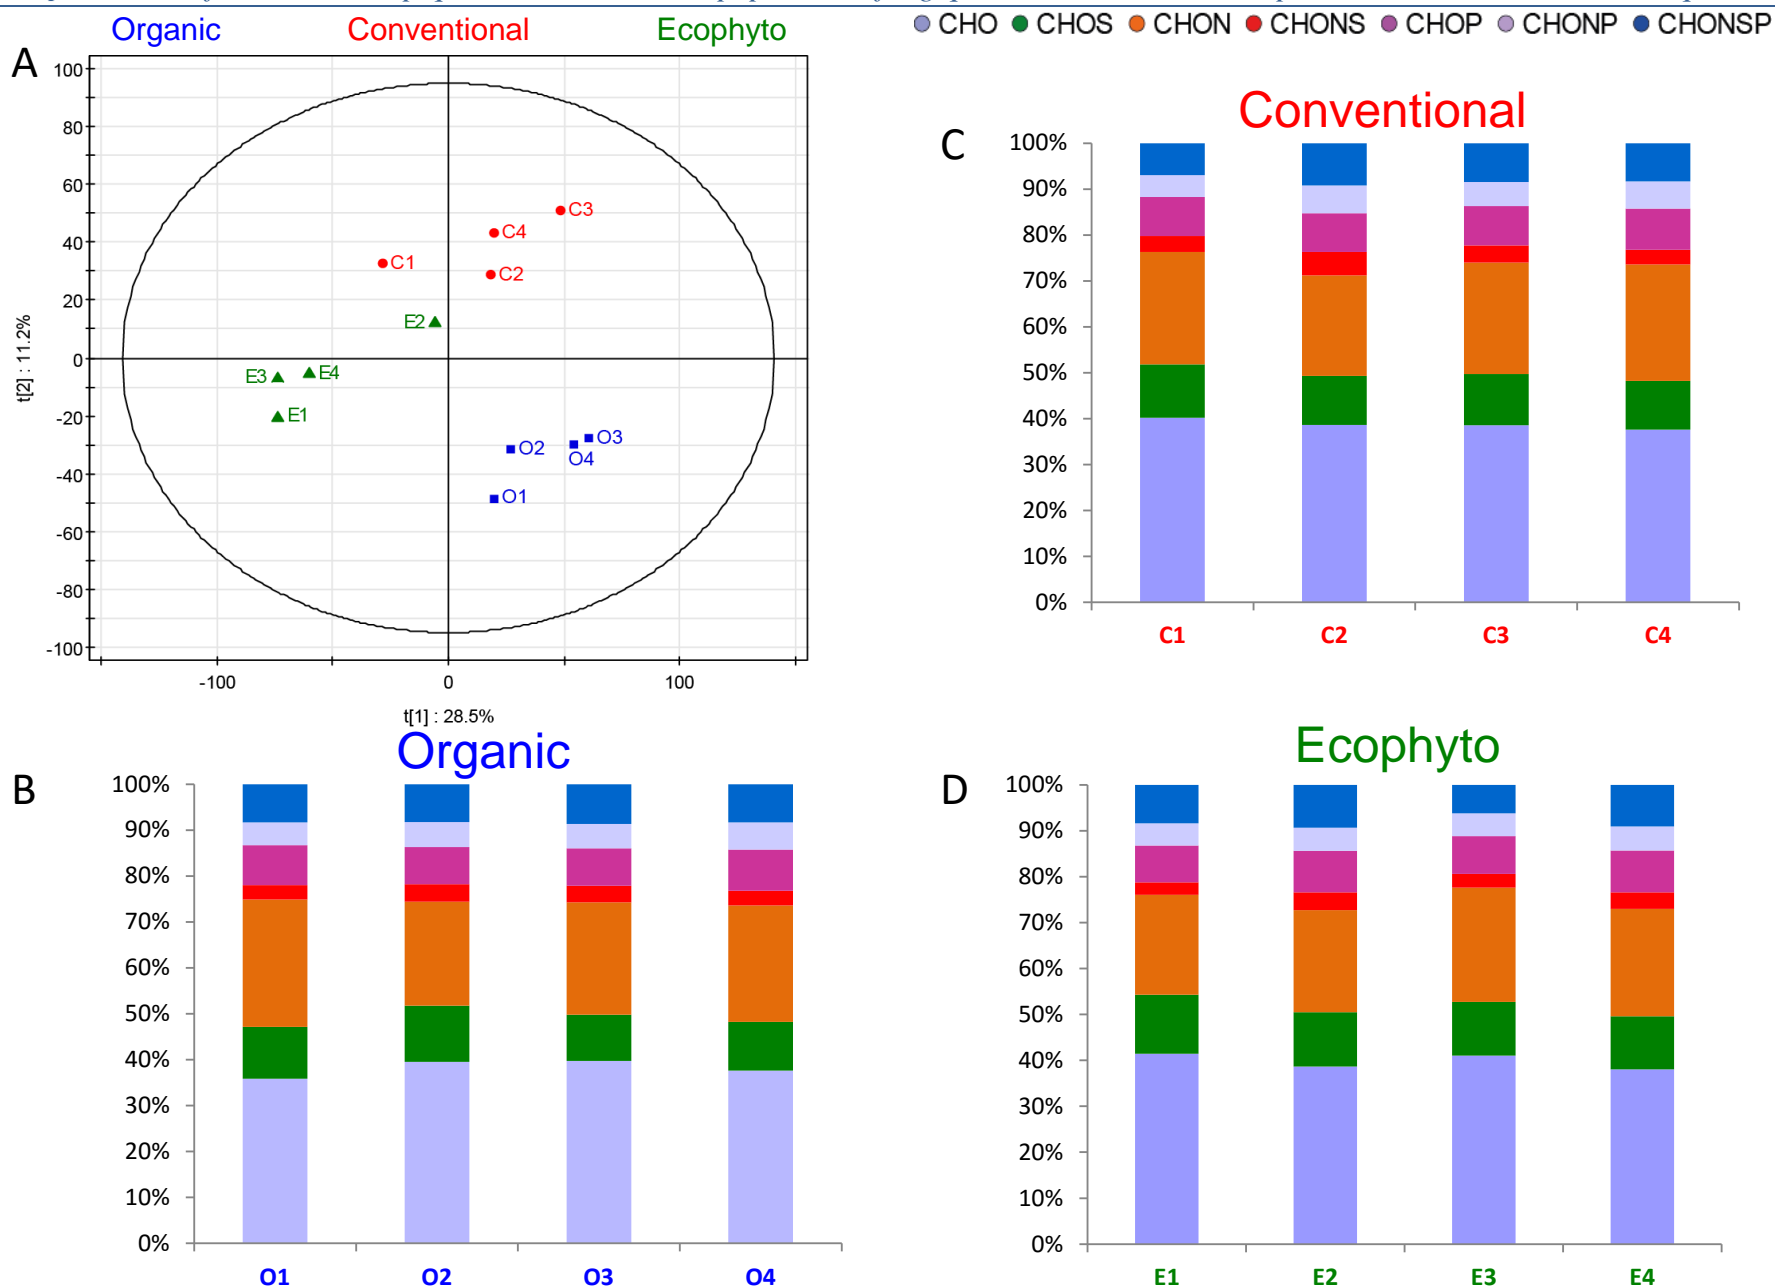 Organic Conventional Ecophyto
CHO CHOS CHON CHONS CHOP CHONP CHONSP
A
100
80
60
40
20
0
-20
-40
-60
-80
-100
t[2] : 11.2%
C3
C4
C1
C2
E2
E3
E4
E1
O3
O2
O4
O1
-100 0 100
t[1] : 28.5%
C
Conventional
100%
90%
80%
70%
60%
50%
40%
30%
20%
10%
0%
C1 C2 C3 C4
B
Organic
100%
90%
80%
70%
60%
50%
40%
30%
20%
10%
0%
O1 O2 O3 O4
D
Ecophyto
100%
90%
80%
70%
60%
50%
40%
30%
20%
10%
0%
E1 E2 E3 E4